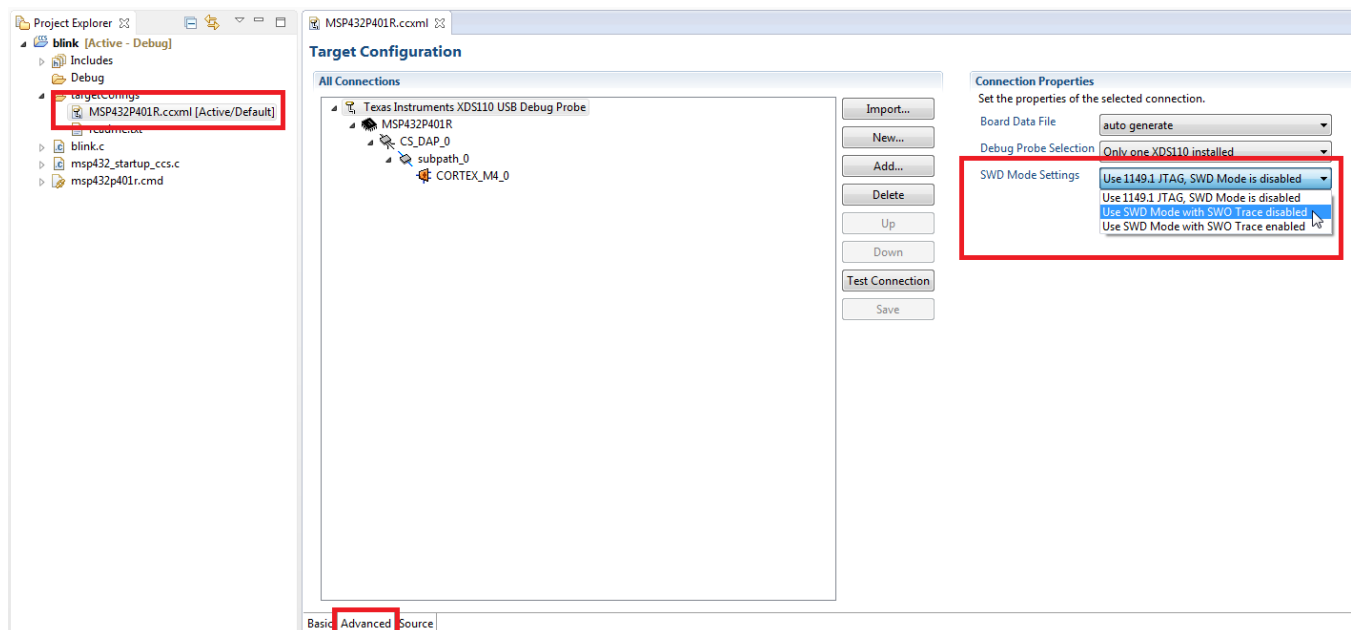 Project Explorer
blink [Active - Debug]
Includes
Debug
targetConfigs
MSP432P401R.ccxml [Active/Default]
readme.txt
blink.c
msp432_startup_ccs.c
msp432p401r.cmd
MSP432P401R.ccxml
Target Configuration
All Connections
Texas Instruments XDS110 USB Debug Probe
MSP432P401R
CS_DAP_0
subpath_0
CORTEX_M4_0
Import...
New...
Add...
Delete
Up
Down
Test Connection
Save
Connection Properties
Set the properties of the selected connection.
Board Data File
auto generate
Debug Probe Selection
Only one XDS110 installed
SWD Mode Settings
Use 1149.1 JTAG, SWD Mode is disabled
Use 1149.1 JTAG, SWD Mode is disabled
Use SWD Mode with SWO Trace disabled
Use SWD Mode with SWO Trace enabled
Basic Advanced Source